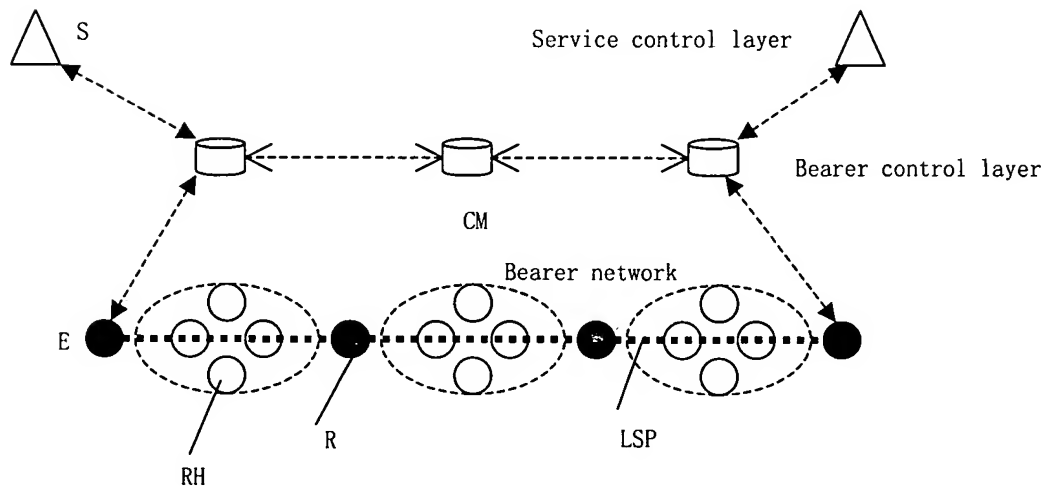 S
Service control layer
Bearer control layer
CM
Bearer network
E
R
LSP
RH